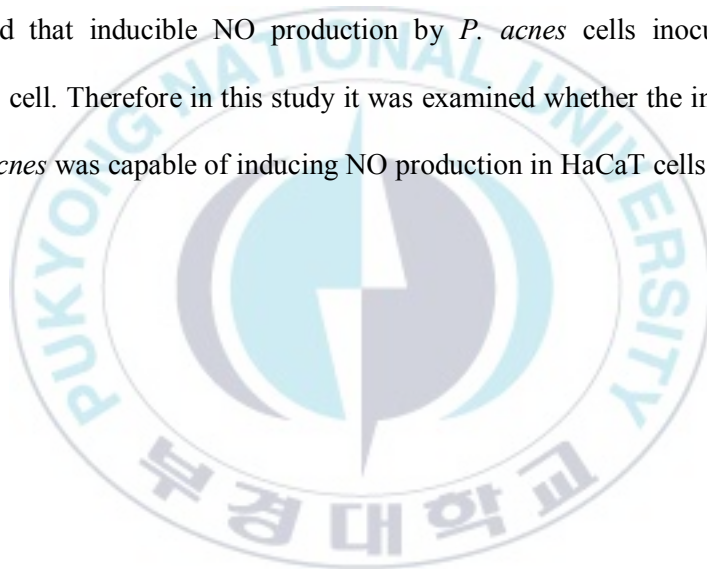 d that inducible NO production by P. acnes cells inocu
cell. Therefore in this study it was examined whether the in
cnes was capable of inducing NO production in HaCaT cells
PUKYONG NATIONAL UNIVERSITY
부경대학교